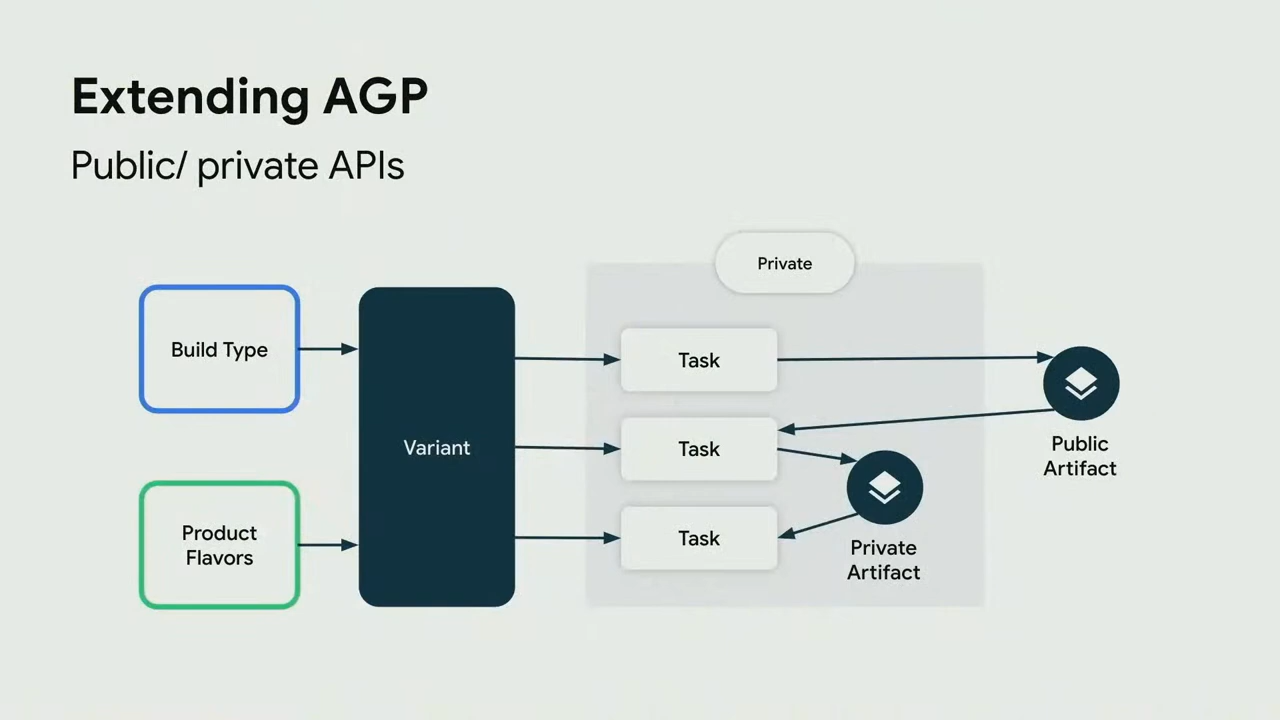 Extending AGP
Public/ private APIs
Private
Build Type
Product
Flavors
Variant
Task
Task
Task
Public
Artifact
Private
Artifact